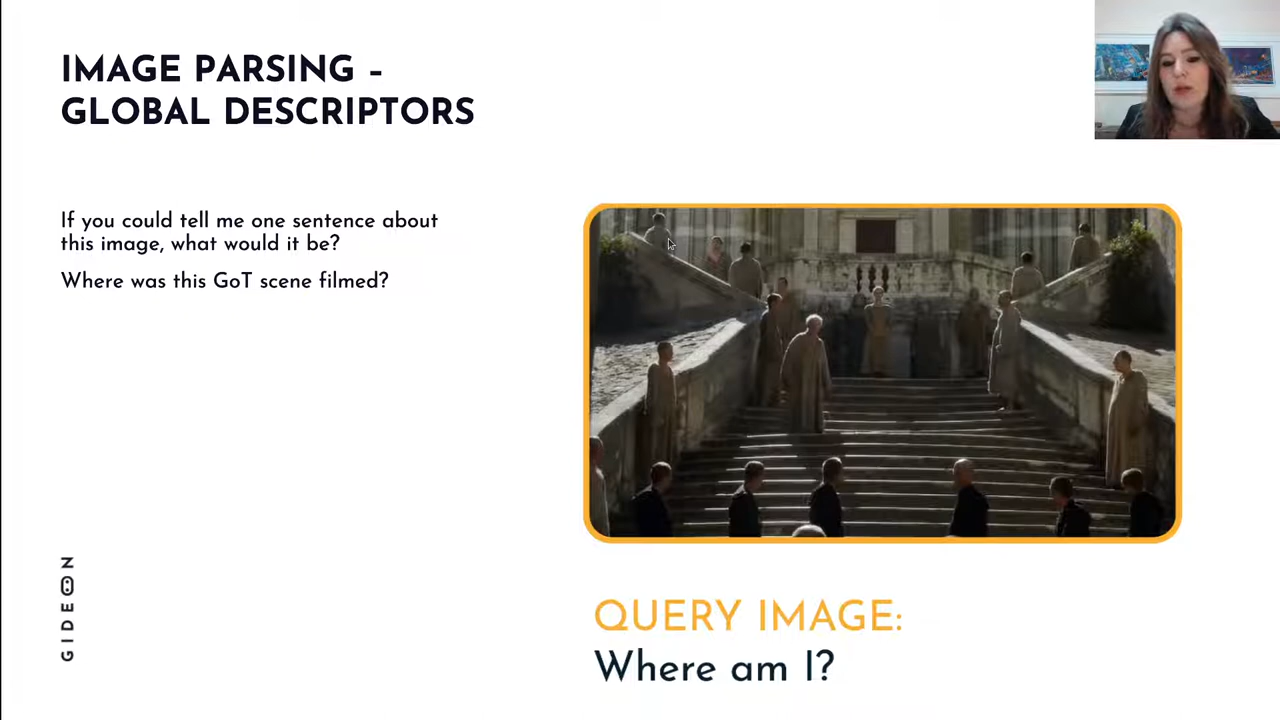 IMAGE PARSING –
GLOBAL DESCRIPTORS
If you could tell me one sentence about
this image, what would it be?
Where was this GoT scene filmed?
GIDEON
QUERY IMAGE:
Where am I?